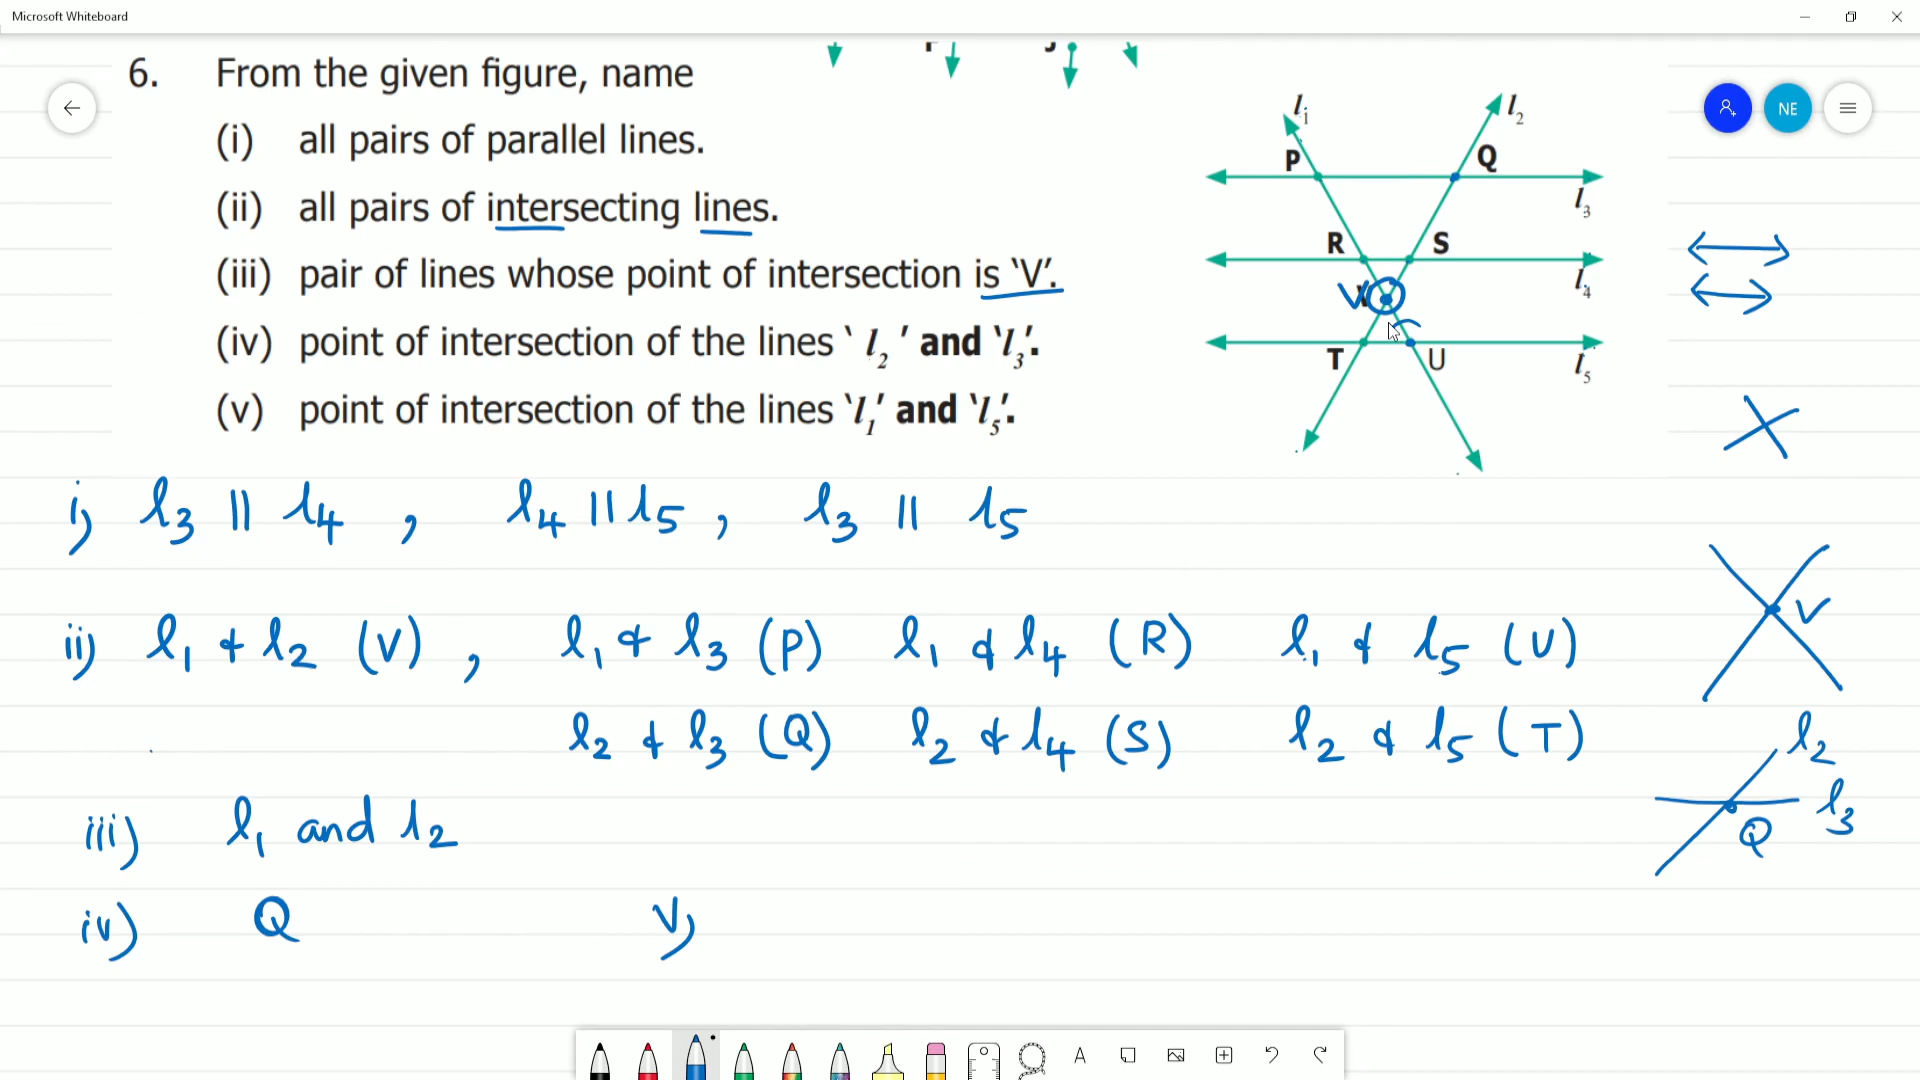 Microsoft Whiteboard
6. From the given figure, name
(i) all pairs of parallel lines.
(ii) all pairs of intersecting lines.
(iii) pair of lines whose point of intersection is ‘V’.
(iv) point of intersection of the lines ‘ l₂ ’ and ‘l₃’.
(v) point of intersection of the lines ‘l₁’ and ‘l₅’.
l₁ l₂
P Q
l₃
R S
l₄
V
T U
l₅
NE
i) l₃ || l₄ , l₄ || l₅ , l₃ || l₅
ii) l₁ & l₂ (V) , l₁ & l₃ (P) l₁ & l₄ (R) l₁ & l₅ (U)
l₂ & l₃ (Q) l₂ & l₄ (S) l₂ & l₅ (T)
iii) l₁ and l₂
iv) Q v)
V
l₂
l₃
Q
A